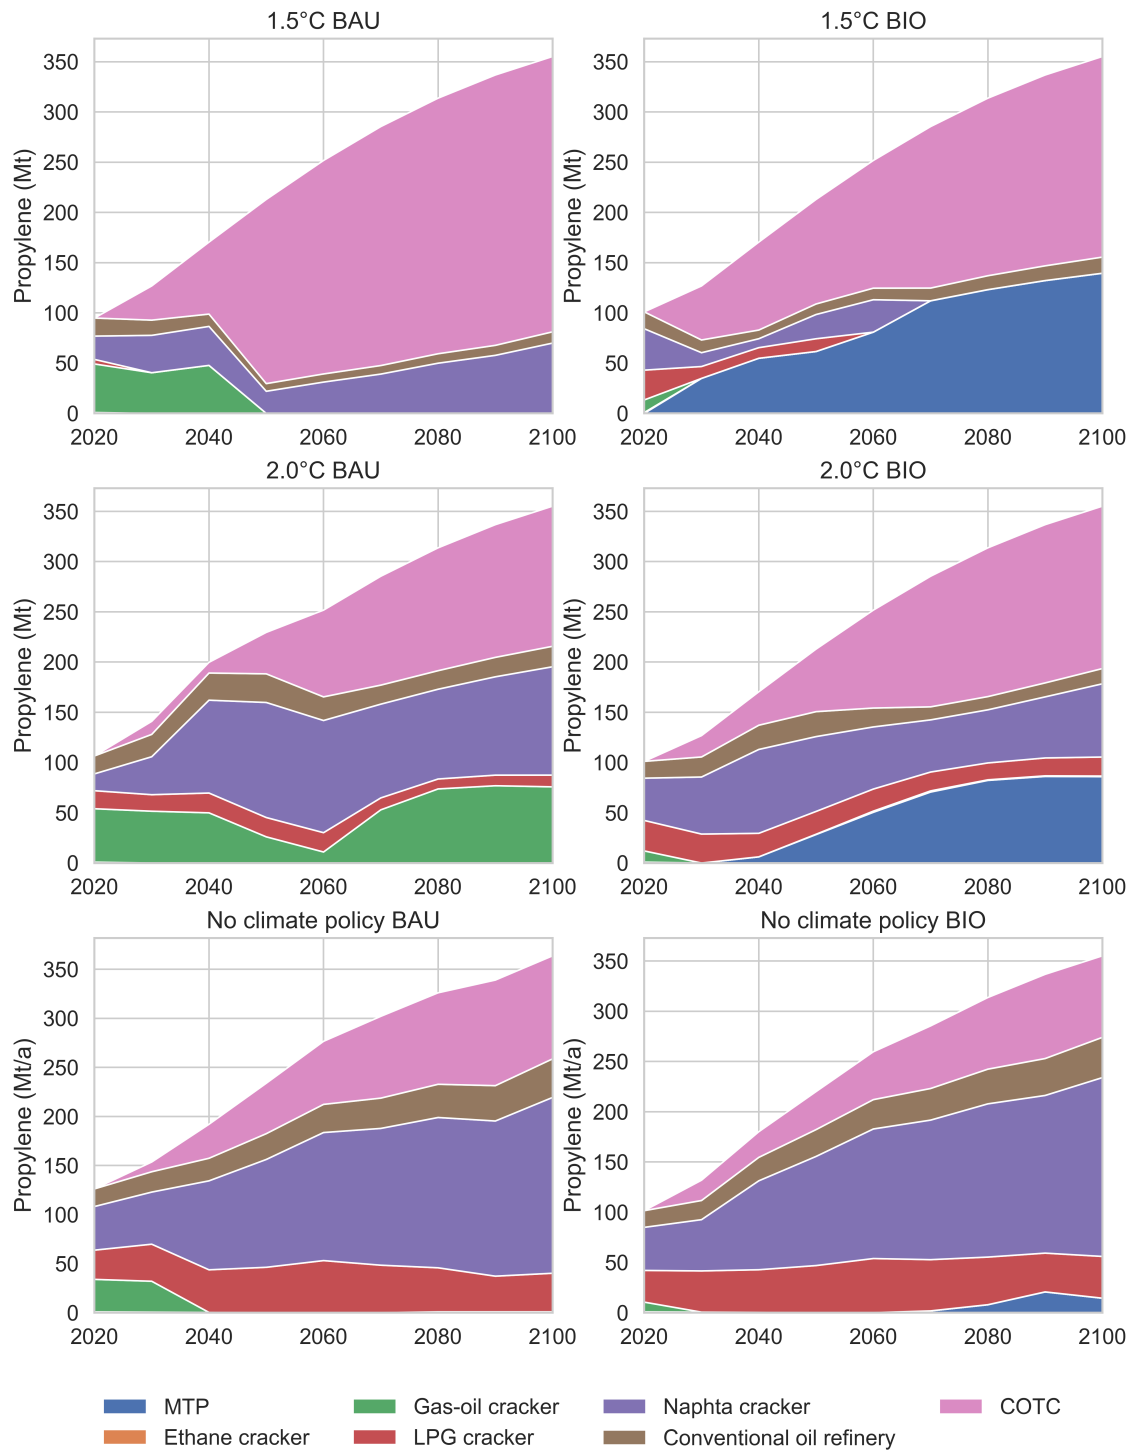 1.5°C BAU
1.5°C BIO
350
300
250
200
150
100
50
0
Propylene (Mt)
2020 2040 2060 2080 2100
350
300
250
200
150
100
50
0
Propylene (Mt)
2020 2040 2060 2080 2100
2.0°C BAU
2.0°C BIO
350
300
250
200
150
100
50
0
Propylene (Mt)
2020 2040 2060 2080 2100
350
300
250
200
150
100
50
0
Propylene (Mt)
2020 2040 2060 2080 2100
No climate policy BAU
No climate policy BIO
350
300
250
200
150
100
50
0
Propylene (Mt/a)
2020 2040 2060 2080 2100
350
300
250
200
150
100
50
0
Propylene (Mt/a)
2020 2040 2060 2080 2100
MTP
Gas-oil cracker
Naphta cracker
COTC
Ethane cracker
LPG cracker
Conventional oil refinery